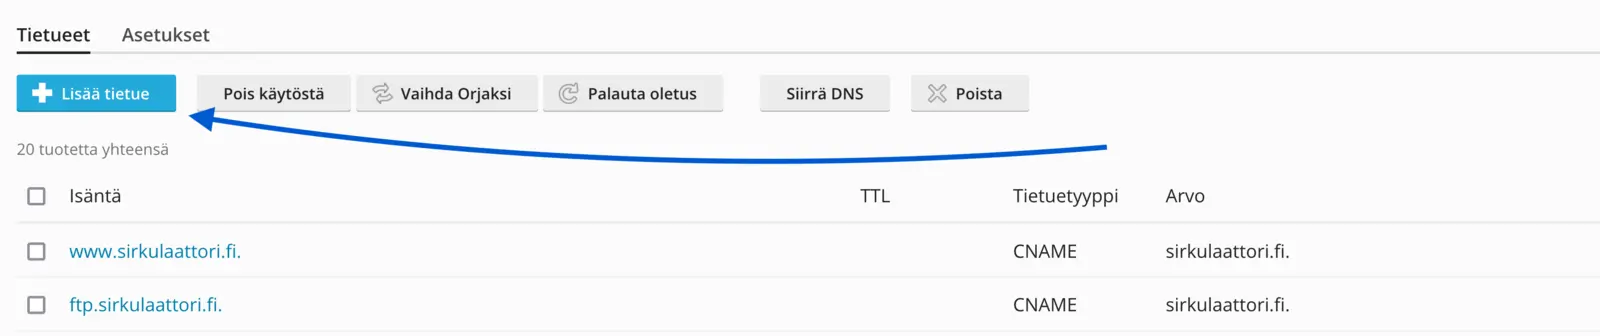 Tietueet Asetukset
Lisää tietue Pois käytöstä Vaihda Orjaksi Palauta oletus Siirrä DNS Poista
20 tuotetta yhteensä
Isäntä TTL Tietuetyyppi Arvo
www.sirkulaattori.fi. CNAME sirkulaattori.fi.
ftp.sirkulaattori.fi. CNAME sirkulaattori.fi.